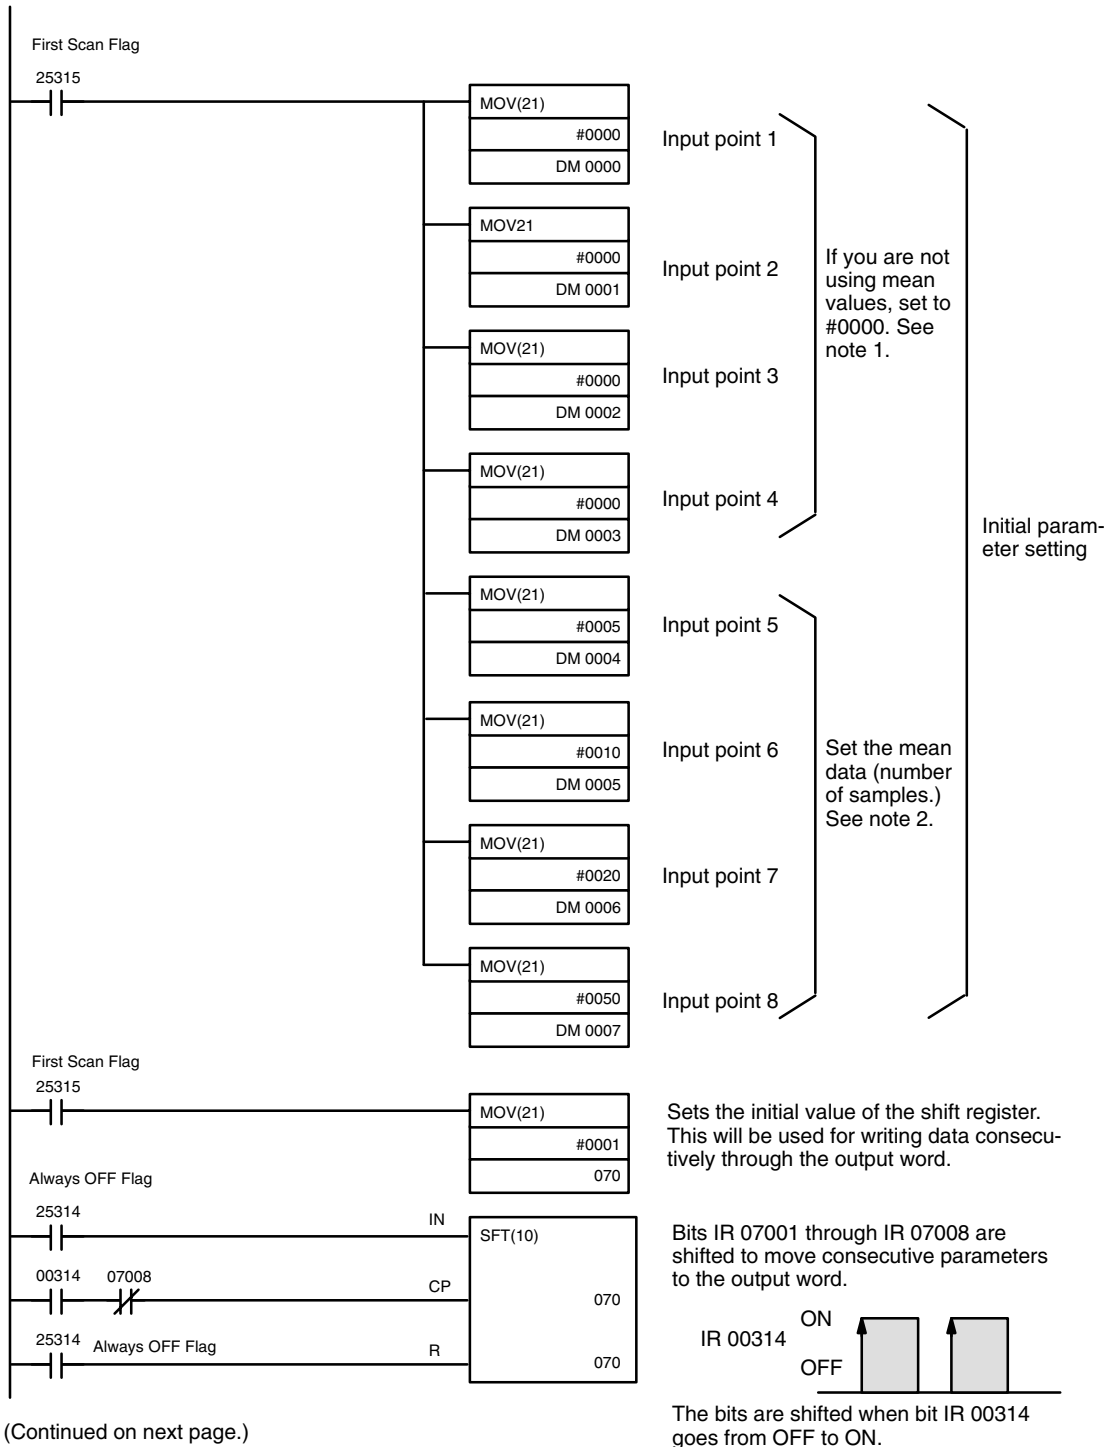 First Scan Flag
25315
MOV(21)
#0000
DM 0000
Input point 1
MOV21
#0000
DM 0001
Input point 2
MOV(21)
#0000
DM 0002
Input point 3
MOV(21)
#0000
DM 0003
Input point 4
If you are not
using mean
values, set to
#0000. See
note 1.
MOV(21)
#0005
DM 0004
Input point 5
MOV(21)
#0010
DM 0005
Input point 6
MOV(21)
#0020
DM 0006
Input point 7
MOV(21)
#0050
DM 0007
Input point 8
Set the mean
data (number
of samples.)
See note 2.
Initial param-
eter setting
First Scan Flag
25315
MOV(21)
#0001
070
Sets the initial value of the shift register.
This will be used for writing data consecu-
tively through the output word.
Always OFF Flag
25314
IN
SFT(10)
00314
07008
CP
070
25314
Always OFF Flag
R
070
Bits IR 07001 through IR 07008 are
shifted to move consecutive parameters
to the output word.
ON
IR 00314
OFF
The bits are shifted when bit IR 00314
goes from OFF to ON.
(Continued on next page.)